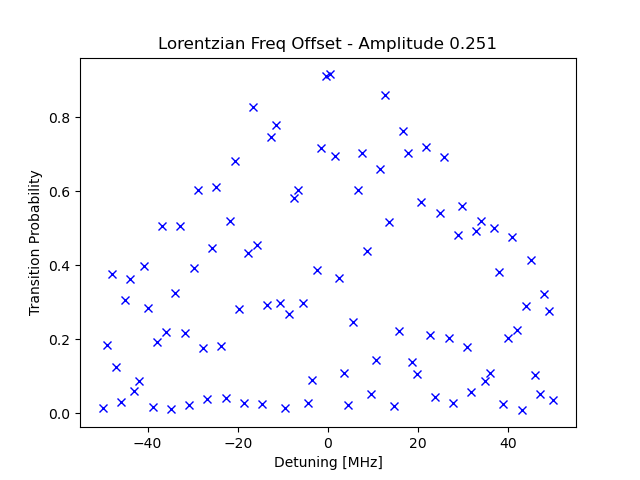 Lorentzian Freq Offset - Amplitude 0.251
Transition Probability
0.8
0.6
0.4
0.2
0.0
−40 −20 0 20 40
Detuning [MHz]